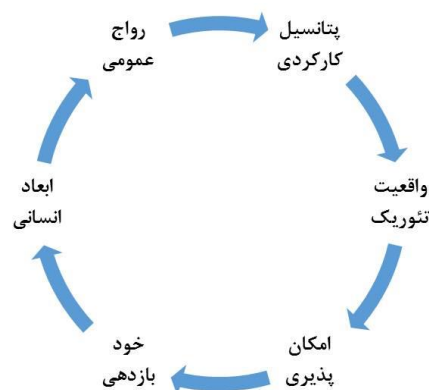 رواج
عمومی
پتانسیل
کارکردی
واقعیت
تئوریک
امکان
پذیری
خود
بازدهی
ابعاد
انسانی